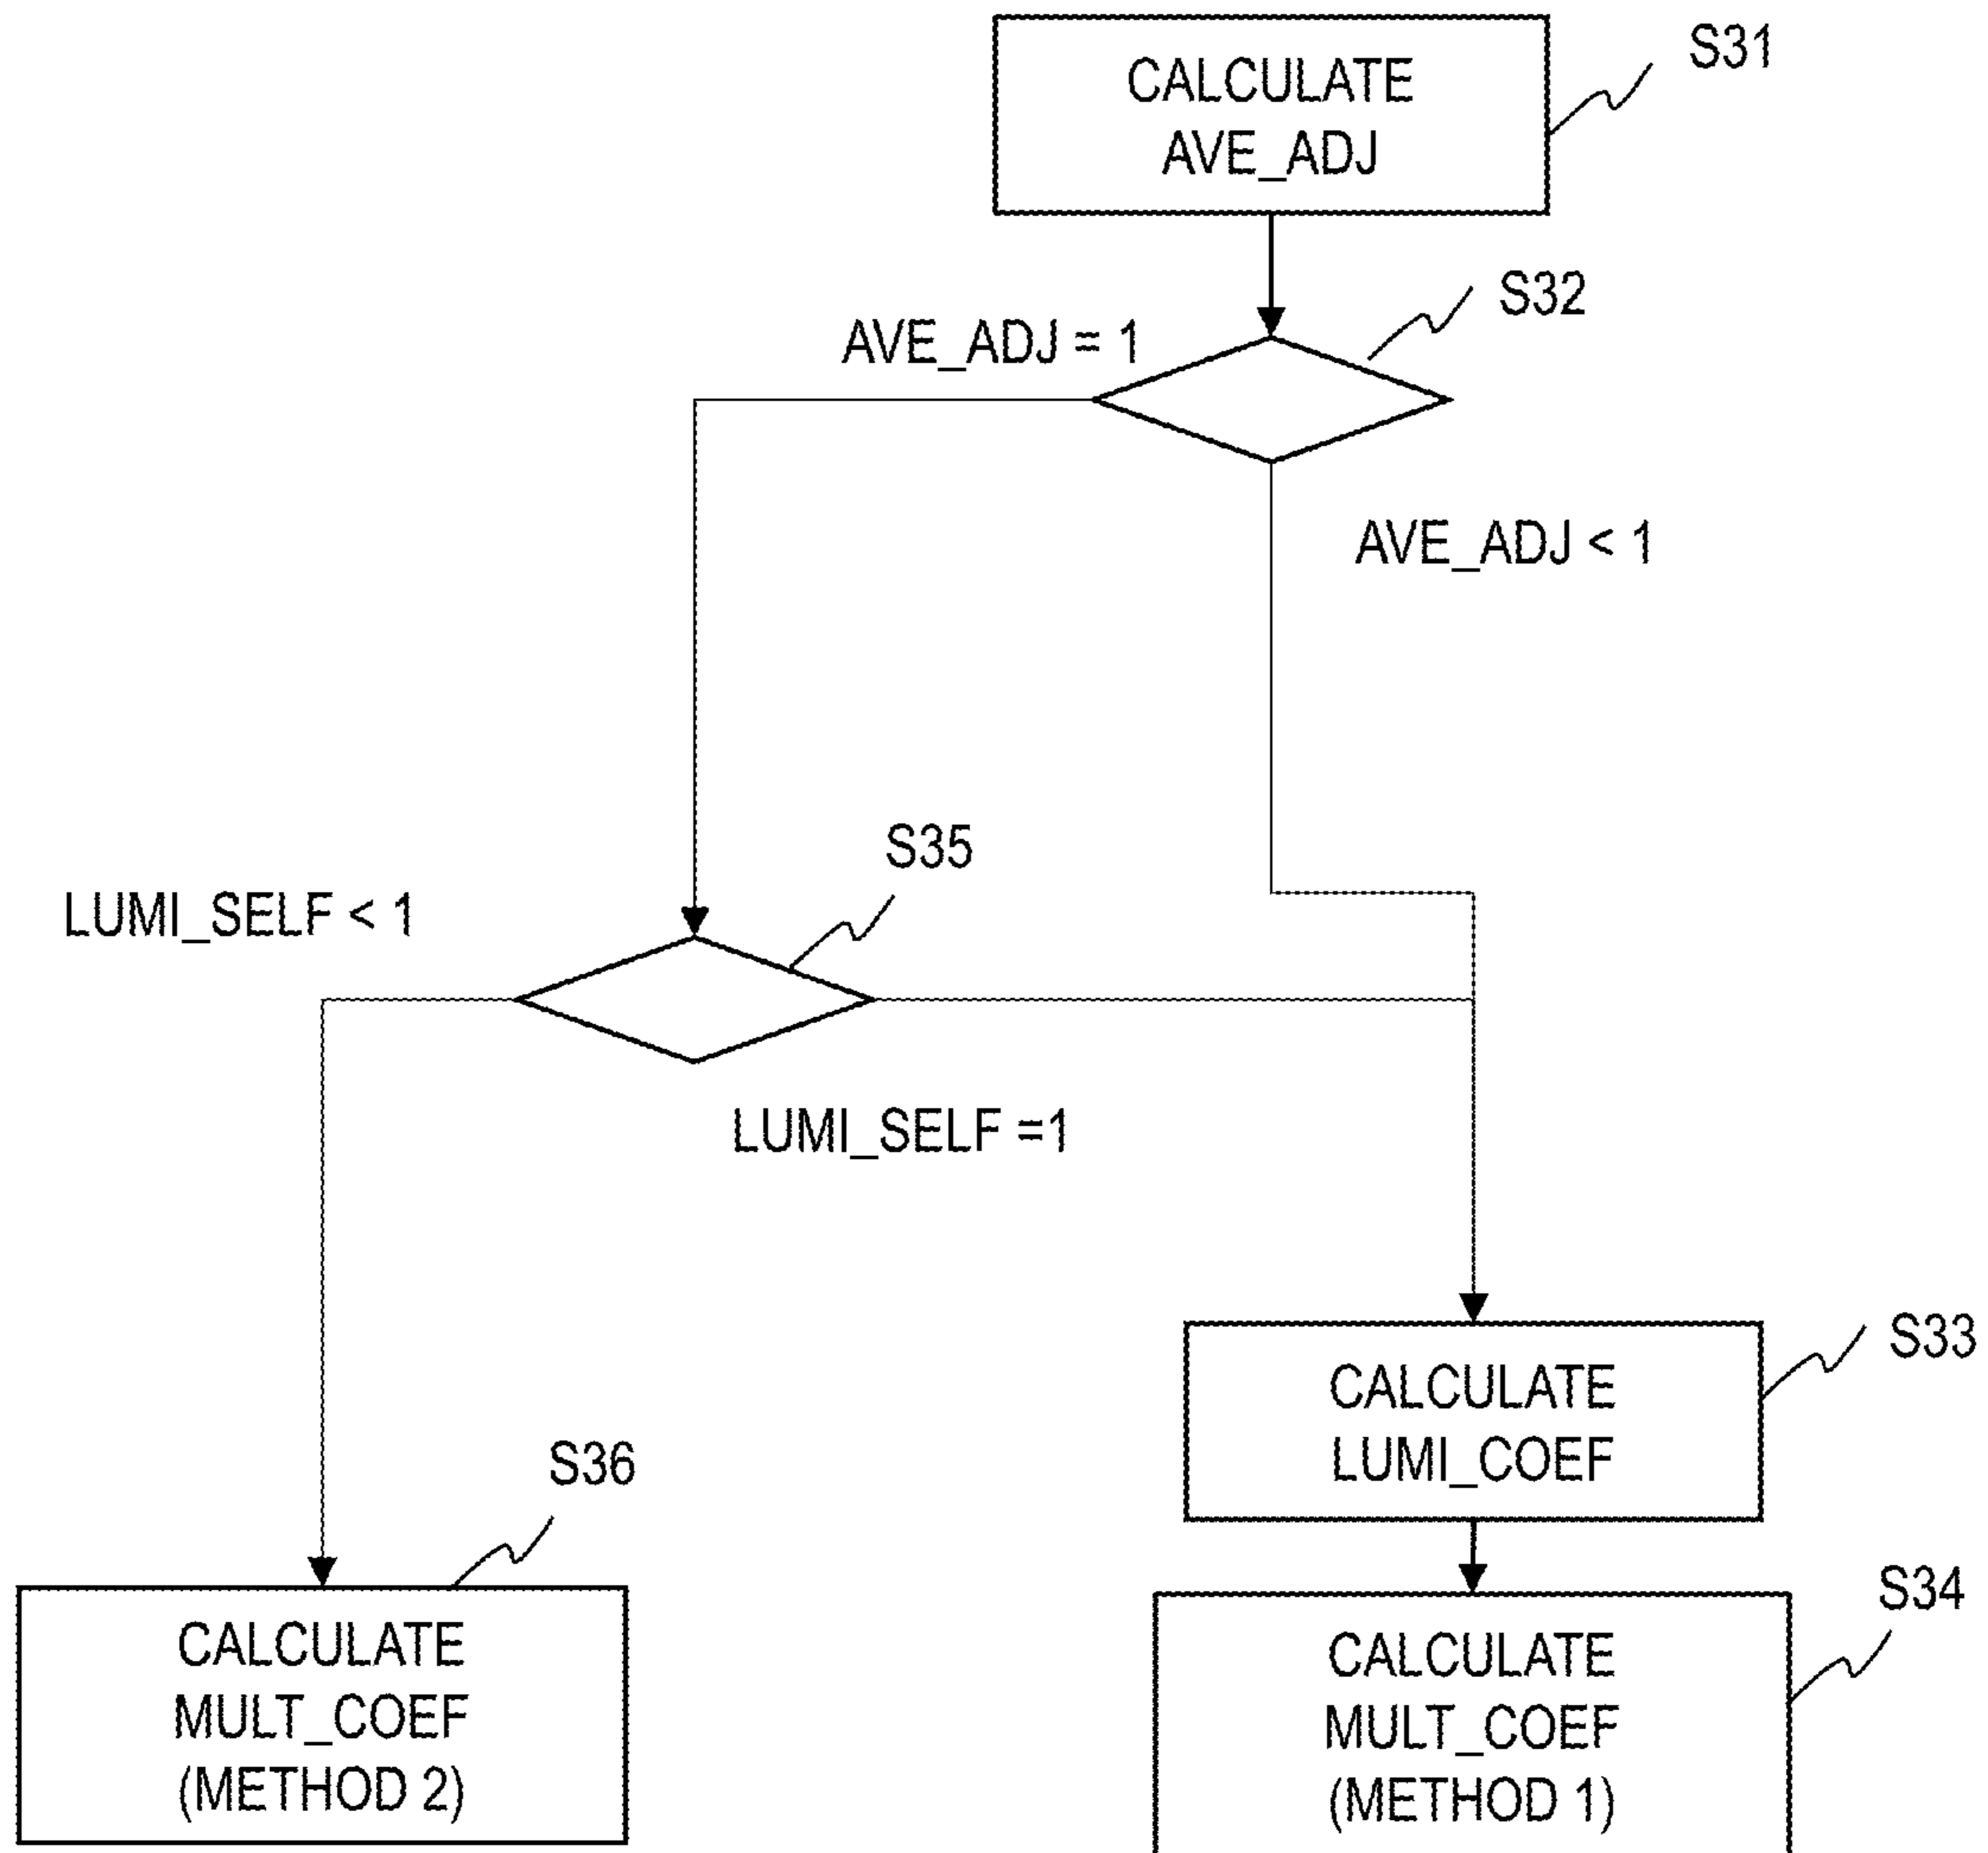 CALCULATE
AVE_ADJ
S31
S32
AVE_ADJ = 1
AVE_ADJ < 1
S35
LUMI_SELF < 1
LUMI_SELF =1
S33
CALCULATE
LUMI_COEF
S36
CALCULATE
MULT_COEF
(METHOD 2)
S34
CALCULATE
MULT_COEF
(METHOD 1)